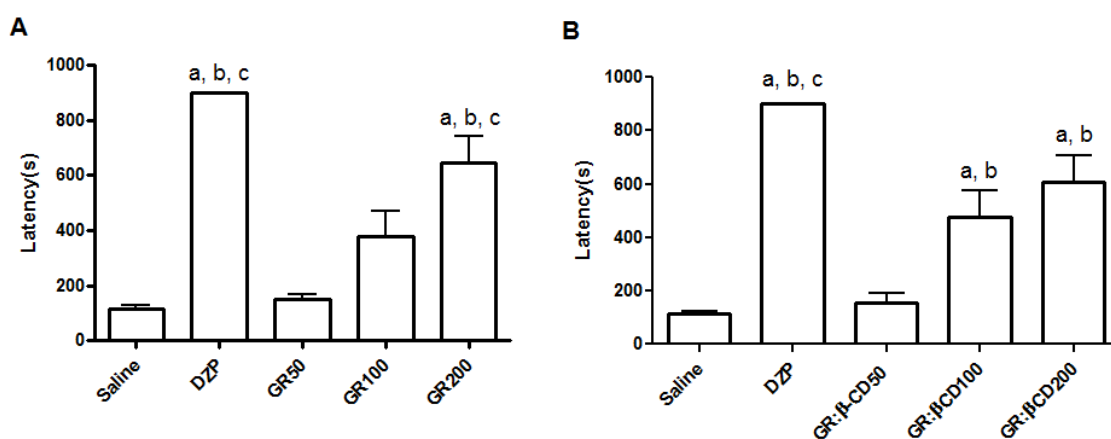 A
Latency(s)
1000
800
600
400
200
0
a, b, c
a, b, c
Saline
DZP
GR50
GR100
GR200
B
Latency(s)
1000
800
600
400
200
0
a, b, c
a, b
a, b
Saline
DZP
GR:β-CD50
GR:βCD100
GR:βCD200